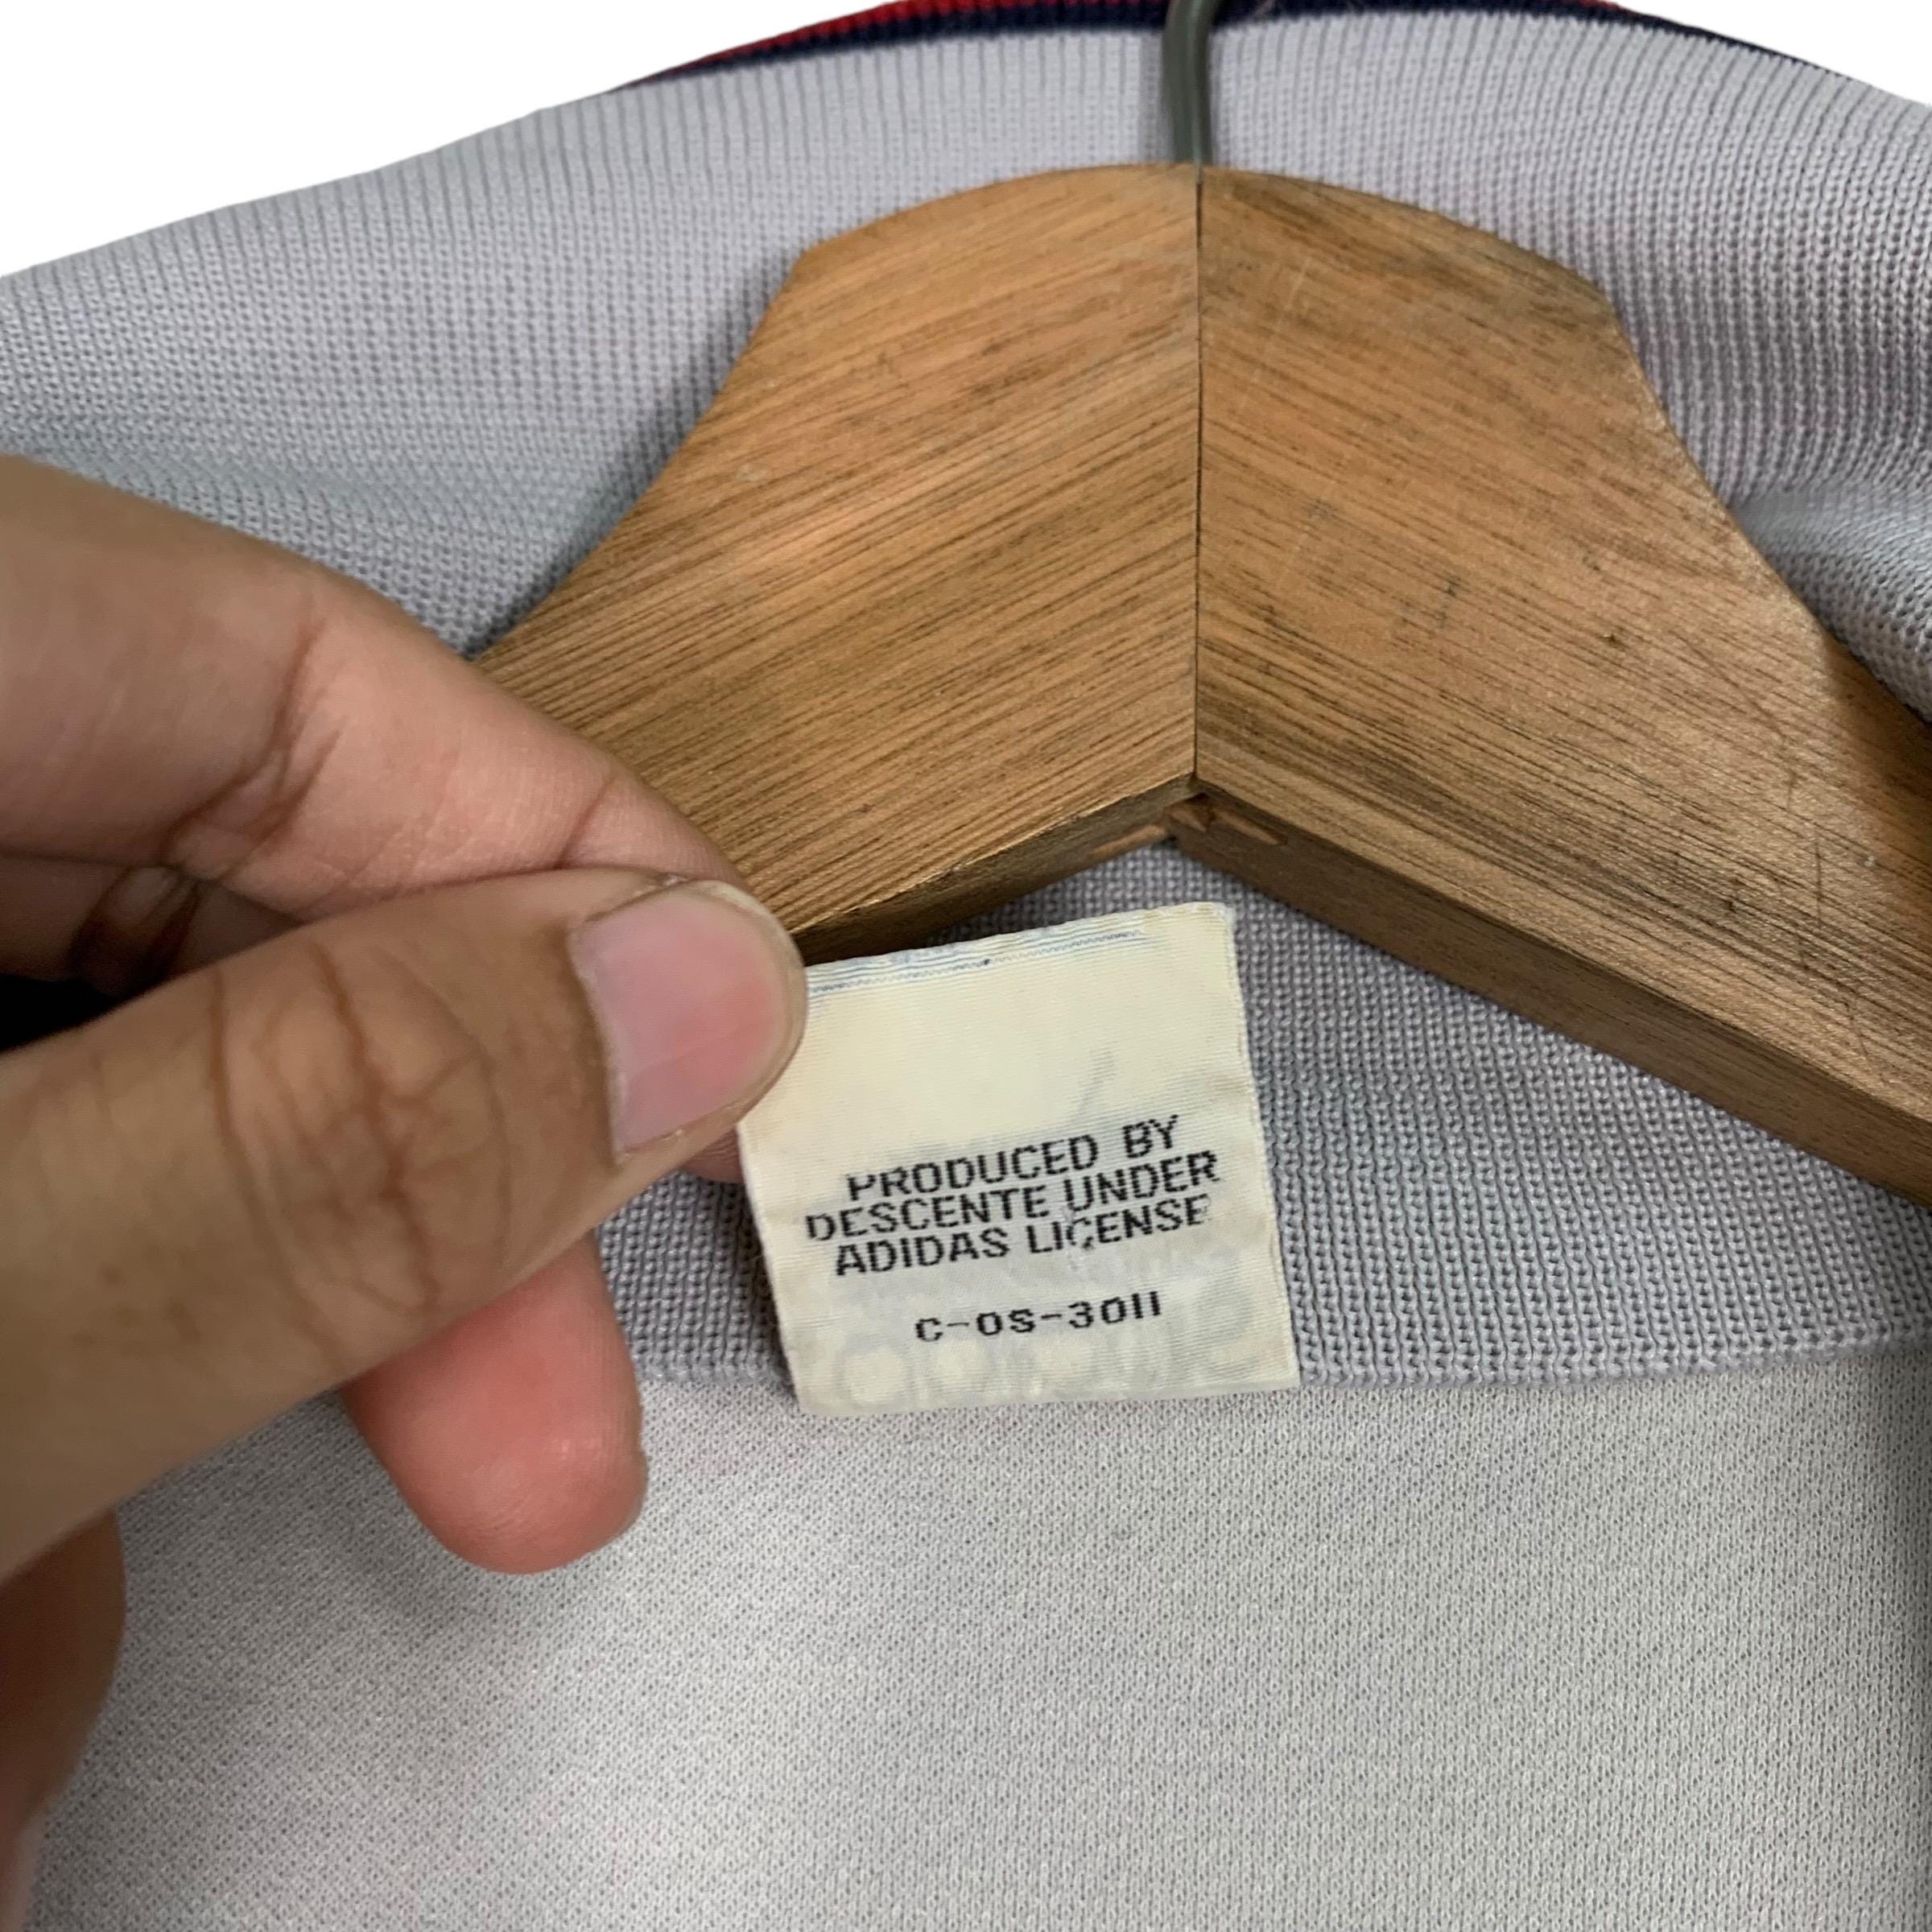 PRODUCED BY
DESCENTE UNDER
ADIDAS LICENSE
C-OS-3011